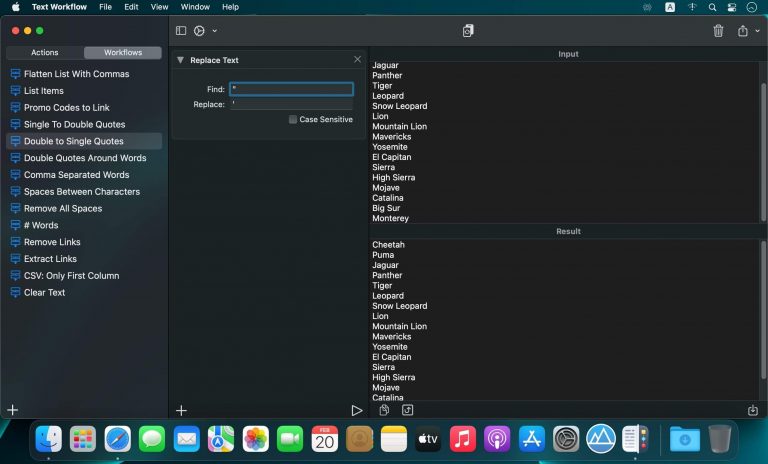 Text Workflow File Edit View Window Help A
Actions Workflows
Flatten List With Commas
List Items
Promo Codes to Link
Single To Double Quotes
Double to Single Quotes
Double Quotes Around Words
Comma Separated Words
Spaces Between Characters
Remove All Spaces
# Words
Remove Links
Extract Links
CSV: Only First Column
Clear Text
Replace Text
Find: "
Replace: '
Case Sensitive
Input
Jaguar
Panther
Tiger
Leopard
Snow Leopard
Lion
Mountain Lion
Mavericks
Yosemite
El Capitan
Sierra
High Sierra
Mojave
Catalina
Big Sur
Monterey
Result
Cheetah
Puma
Jaguar
Panther
Tiger
Leopard
Snow Leopard
Lion
Mountain Lion
Mavericks
Yosemite
El Capitan
Sierra
High Sierra
Mojave
Catalina
FEB
20
tv